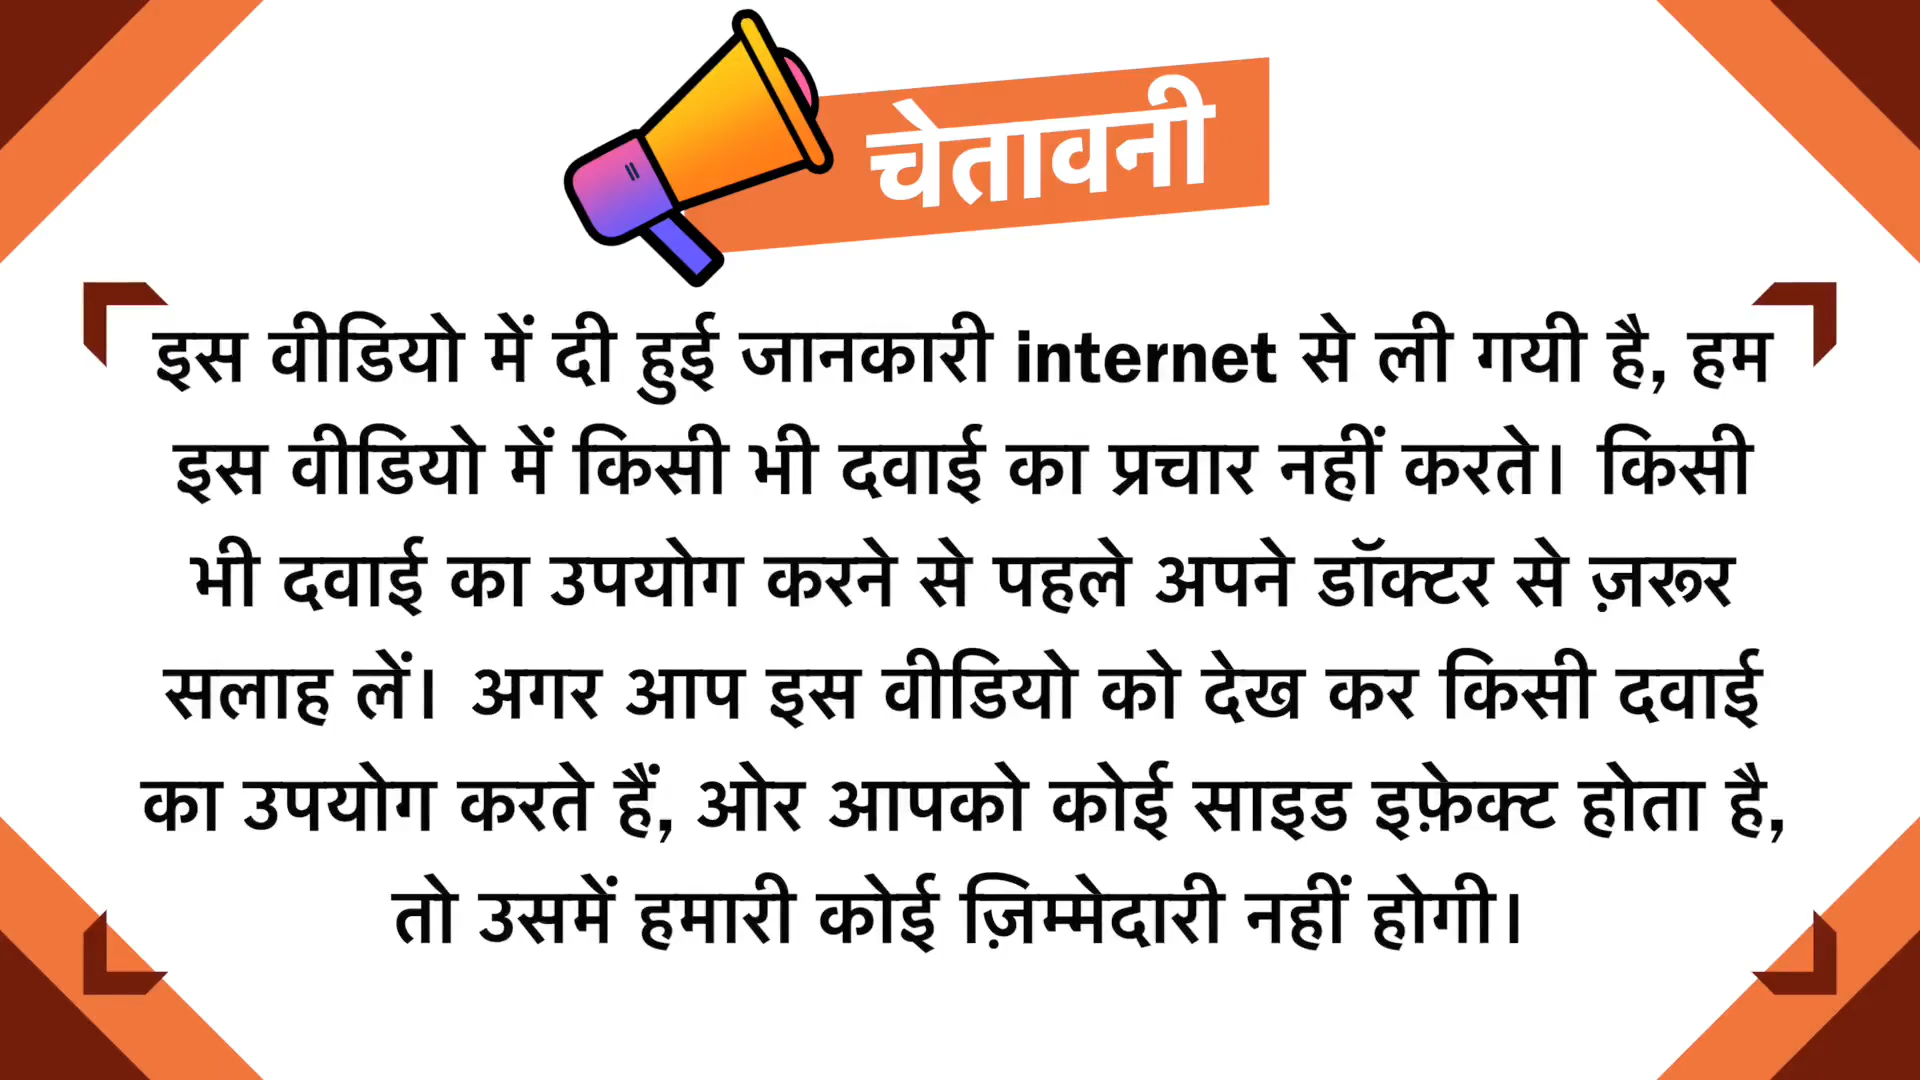 चेतावनी
इस वीडियो में दी हुई जानकारी internet से ली गयी है, हम
इस वीडियो में किसी भी दवाई का प्रचार नहीं करते। किसी
भी दवाई का उपयोग करने से पहले अपने डॉक्टर से ज़रूर
सलाह लें। अगर आप इस वीडियो को देख कर किसी दवाई
का उपयोग करते हैं, ओर आपको कोई साइड इफ़ेक्ट होता है,
तो उसमें हमारी कोई ज़िम्मेदारी नहीं होगी।